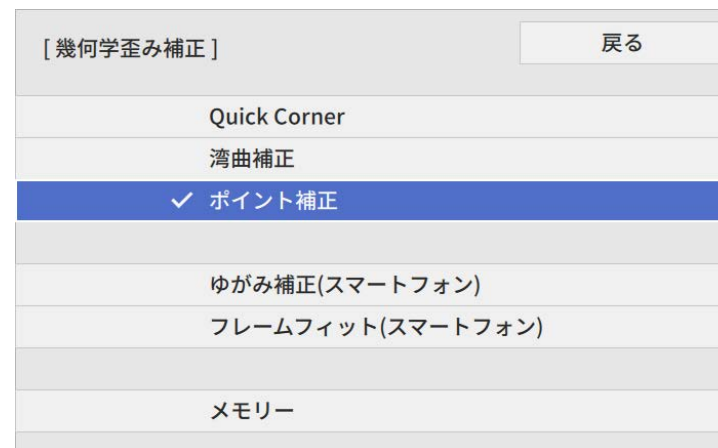 [ 幾何学歪み補正 ]
戻る
Quick Corner
湾曲補正
ポイント補正
ゆがみ補正(スマートフォン)
フレームフィット(スマートフォン)
メモリー